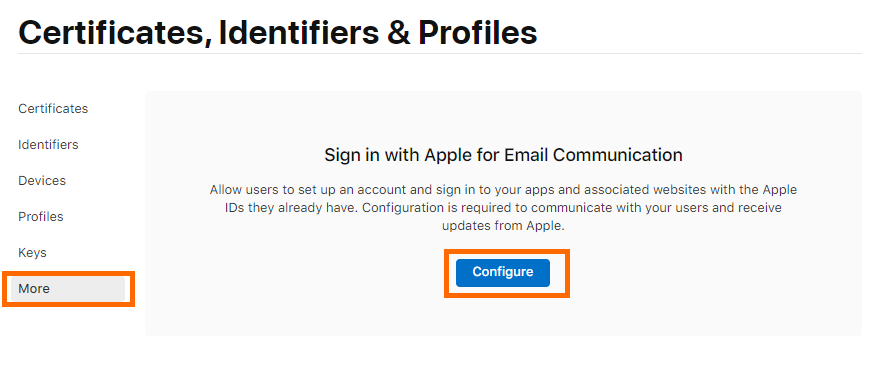 Certificates, Identifiers & Profiles
Certificates
Identifiers
Devices
Profiles
Keys
More
Sign in with Apple for Email Communication
Allow users to set up an account and sign in to your apps and associated websites with the Apple
IDs they already have. Configuration is required to communicate with your users and receive
updates from Apple.
Configure